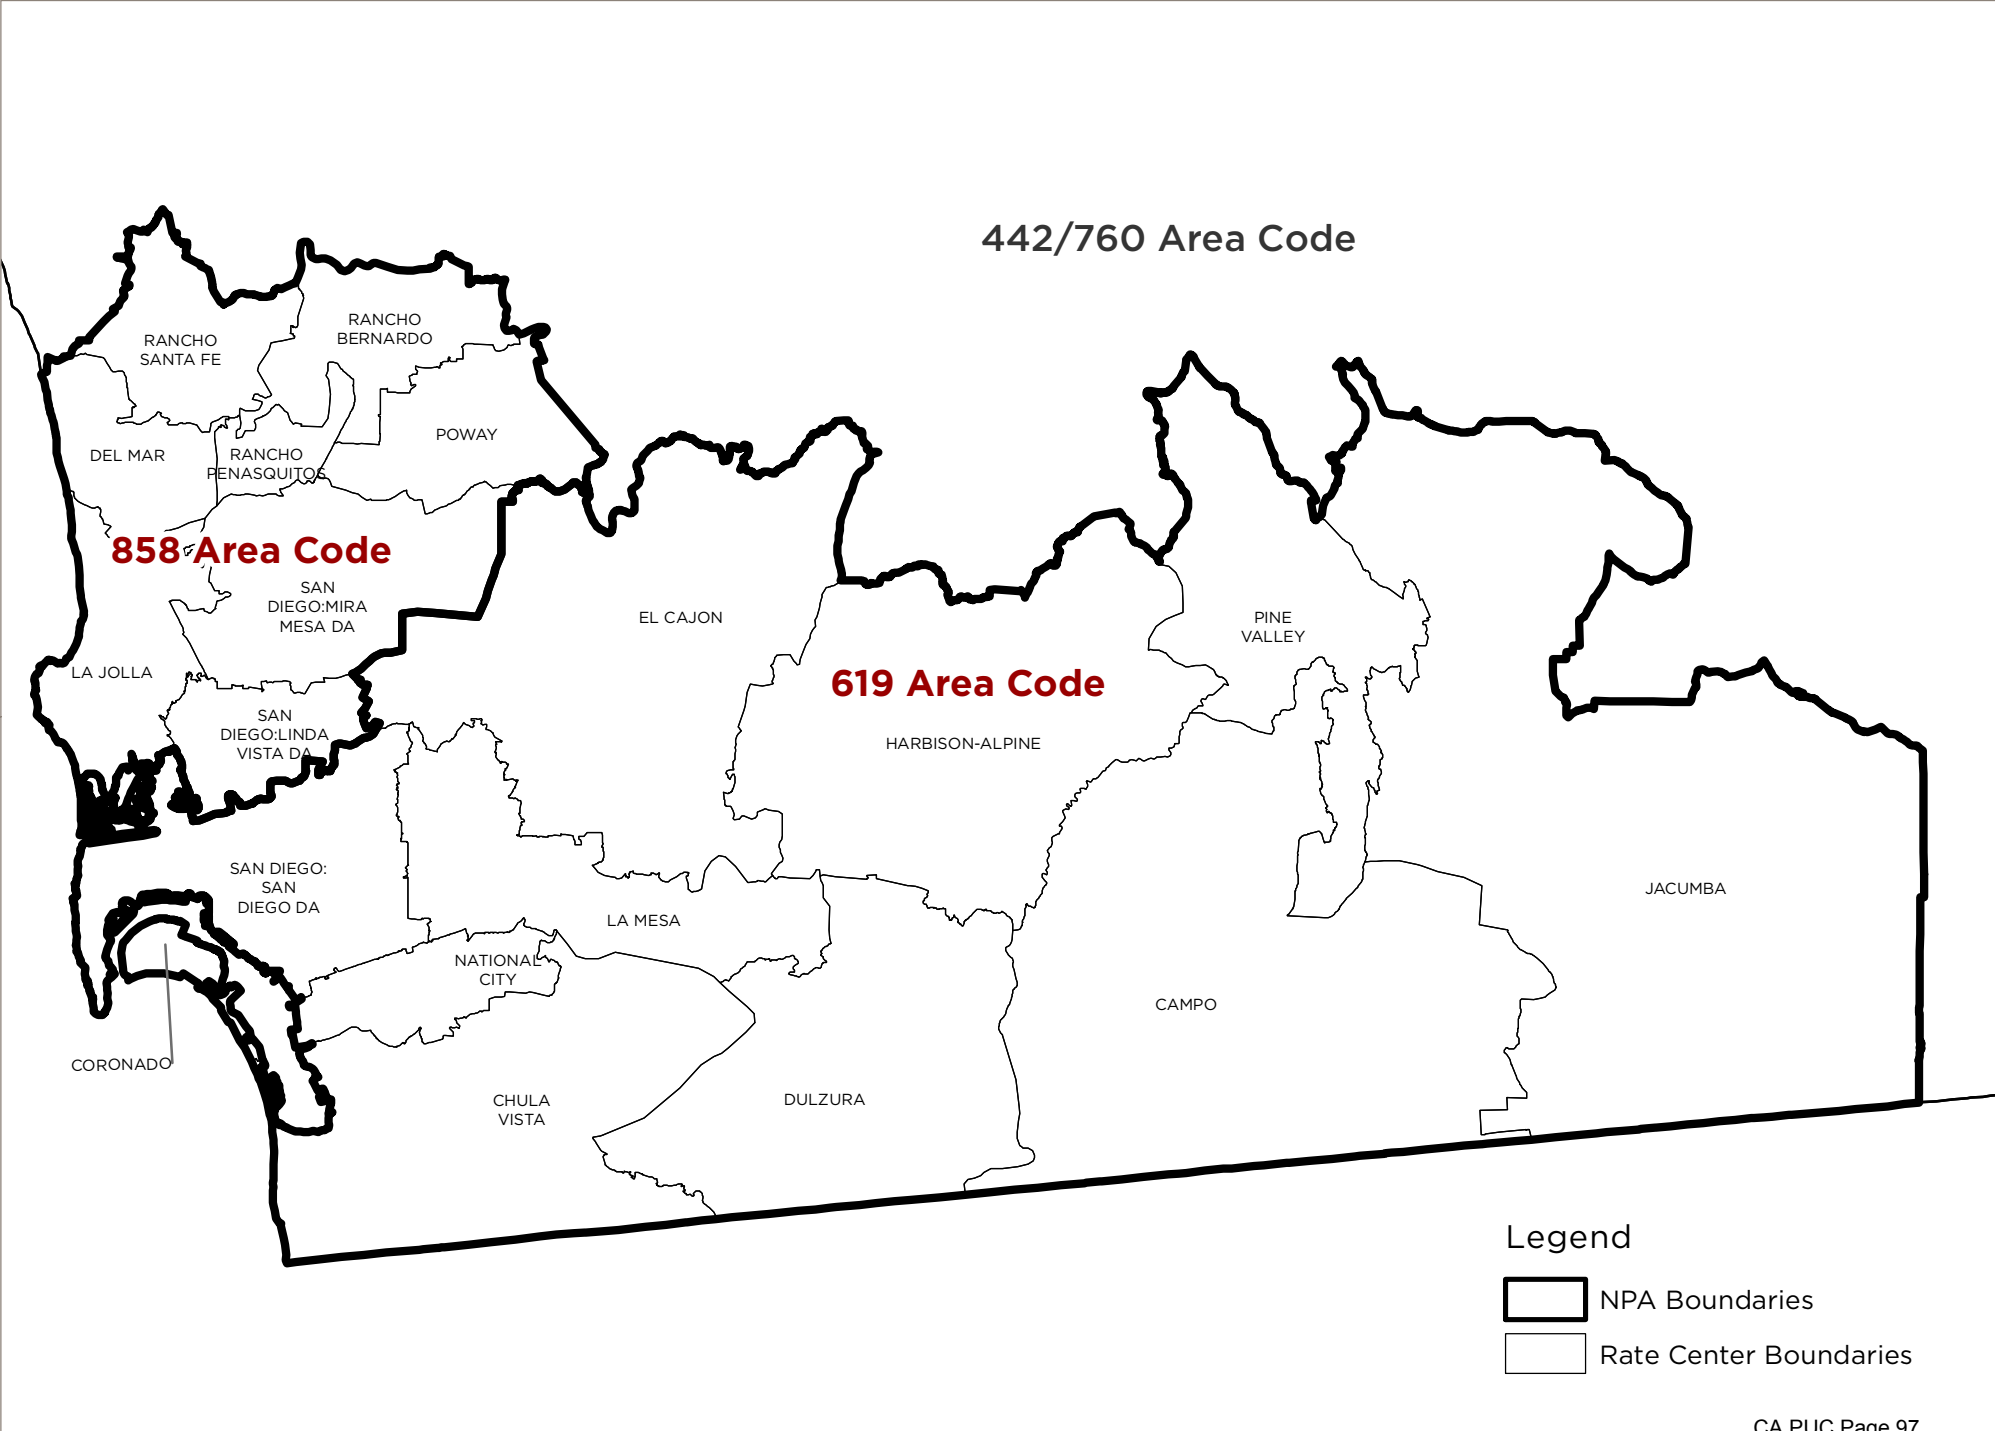 442/760 Area Code
RANCHO
SANTA FE
RANCHO
BERNARDO
DEL MAR
RANCHO
PENASQUITOS
POWAY
858 Area Code
SAN
DIEGO:MIRA
MESA DA
LA JOLLA
SAN
DIEGO:LINDA
VISTA DA
EL CAJON
619 Area Code
HARBISON-ALPINE
PINE
VALLEY
SAN DIEGO:
SAN
DIEGO DA
LA MESA
JACUMBA
NATIONAL
CITY
CAMPO
CORONADO
CHULA
VISTA
DULZURA
Legend
NPA Boundaries
Rate Center Boundaries
CA PUC Page 97